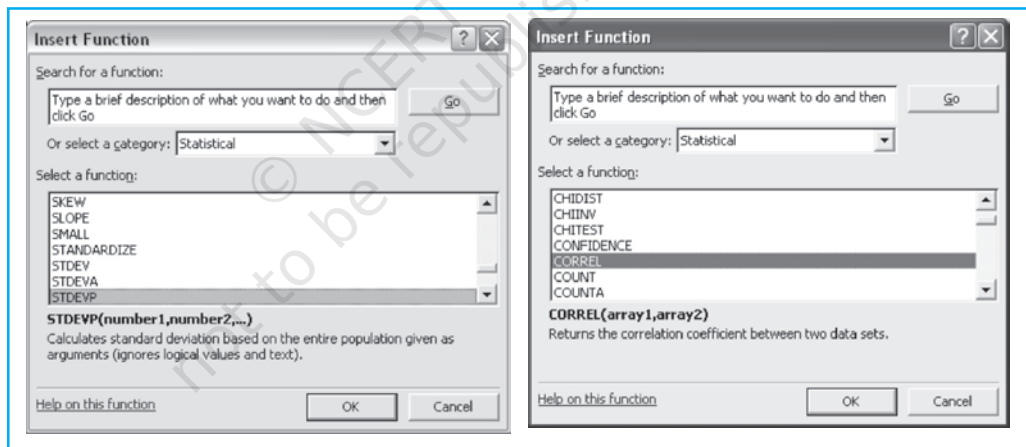 Insert Function
Search for a function:
Type a brief description of what you want to do and then
click Go
Go
Or select a category: Statistical
Select a function:
SKEW
SLOPE
SMALL
STANDARDIZE
STDEV
STDEVA
STDEVP
STDEVP(number1,number2,...)
Calculates standard deviation based on the entire population given as
arguments (ignores logical values and text).
Help on this function
OK
Cancel
Insert Function
Search for a function:
Type a brief description of what you want to do and then
click Go
Go
Or select a category: Statistical
Select a function:
CHIDIST
CHIINV
CHITEST
CONFIDENCE
CORREL
COUNT
COUNTA
CORREL(array1,array2)
Returns the correlation coefficient between two data sets.
Help on this function
OK
Cancel
© NCERT
not to be republis